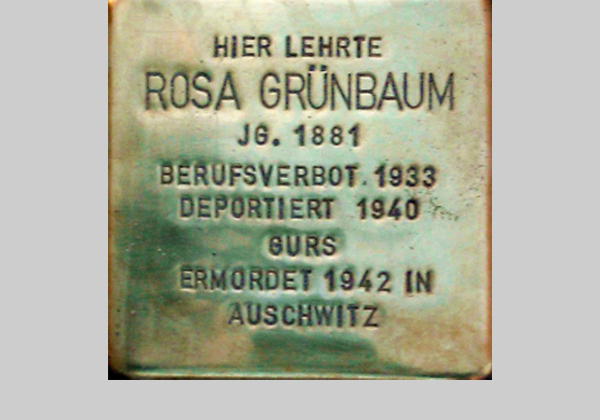 HIER LEHRTE
ROSA GRÜNBAUM
JG. 1881
BERUFSVERBOT 1933
DEPORTIERT 1940
GURS
ERMORDET 1942 IN
AUSCHWITZ